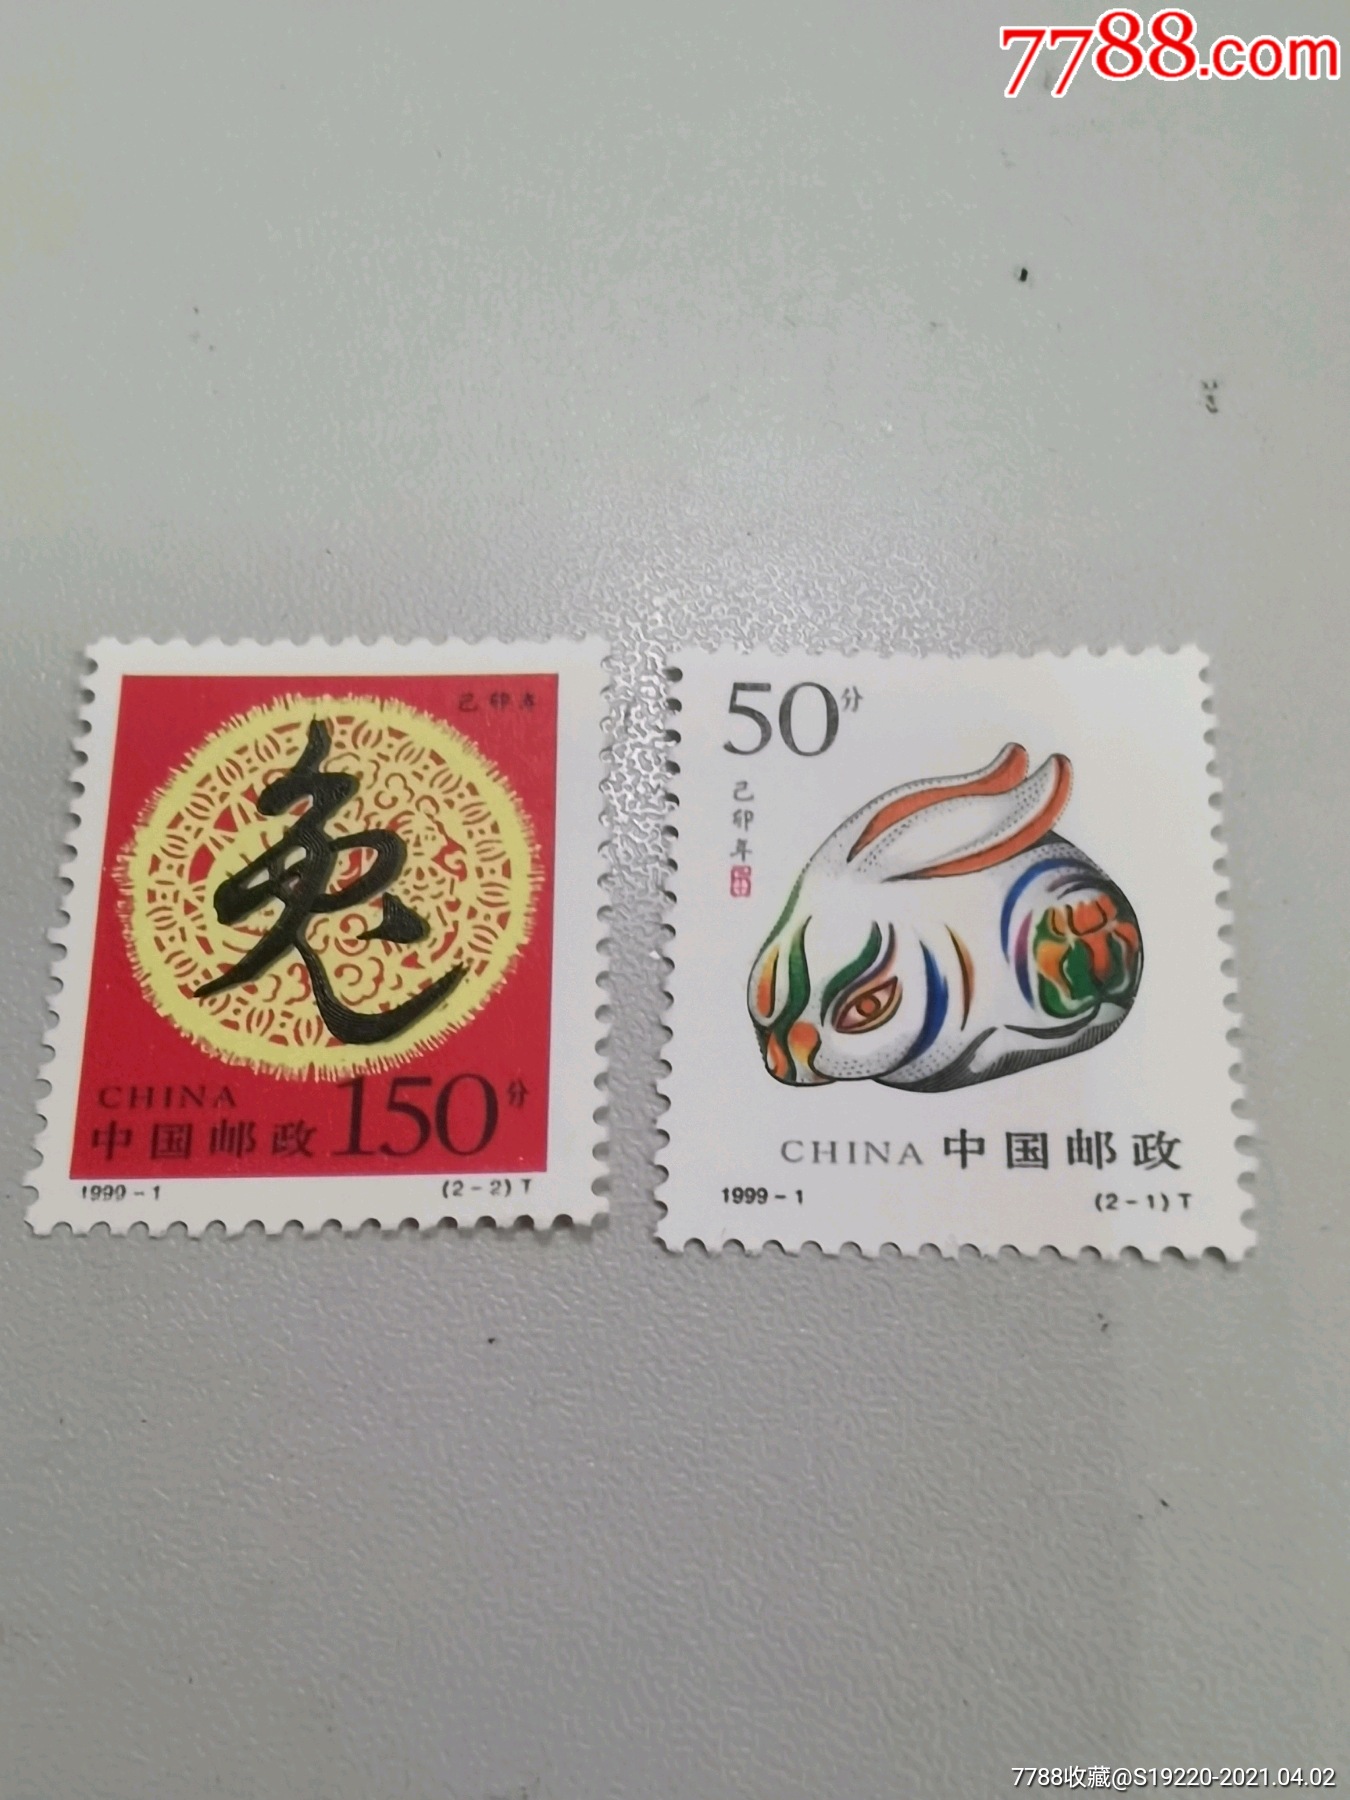 7788.com
己卯年
兔
CHINA
中国邮政 150分
1999-1
(2-2) T
50分
己卯年
CHINA 中国邮政
1999-1
(2-1) T
7788收藏@S19220-2021.04.02